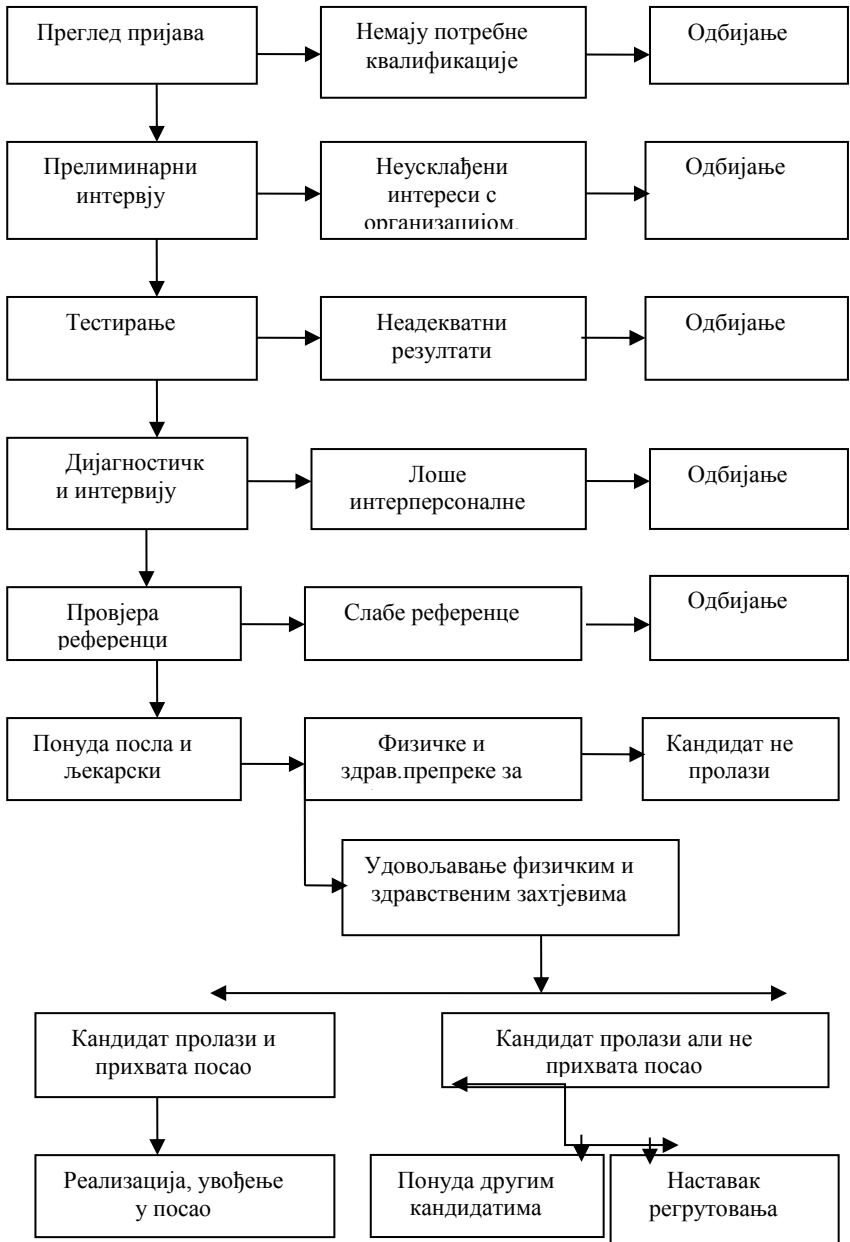 Преглед пријава
Немају потребне
квалификације
Одбијање
Прелиминарни
интервју
Неусклађени
интереси с
организацијом.
Одбијање
Тестирање
Неадекватни
резултати
Одбијање
Дијагностичк
и интервију
Лоше
интерперсоналне
Одбијање
Провјера
референци
Слабе референце
Одбијање
Понуда посла и
љекарски
Физичке и
здрав.препреке за
Кандидат не
пролази
Удовољавање физичким и
здравственим захтјевима
Кандидат пролази и
прихвата посао
Кандидат пролази али не
прихвата посао
Реализација, увођење
у посао
Понуда другим
кандидатима
Наставак
регрутовања